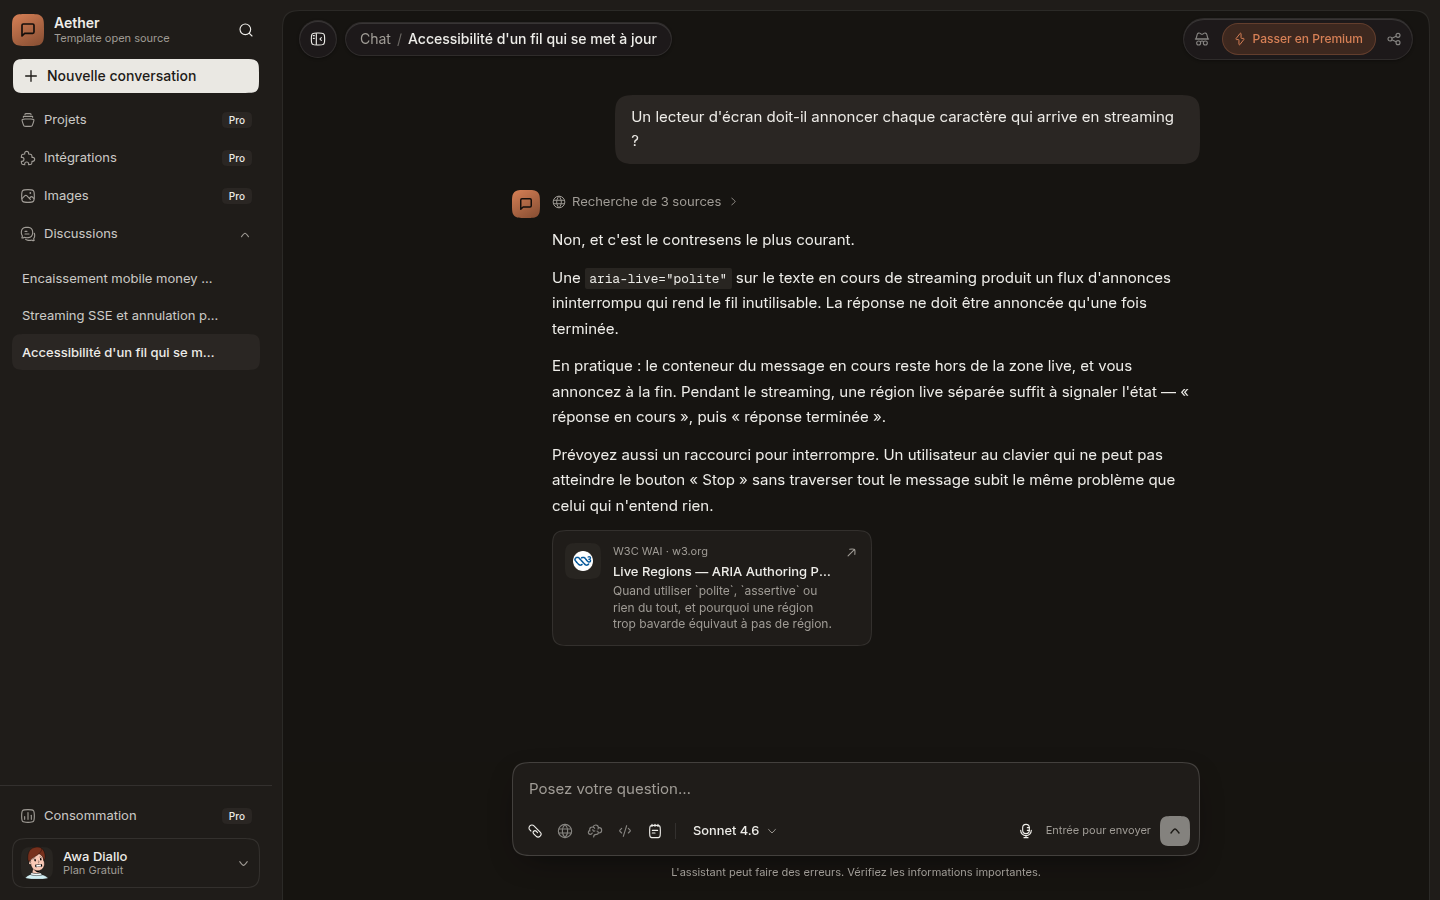 Aether
Template open source
Nouvelle conversation
Projets
Pro
Intégrations
Pro
Images
Pro
Discussions
Encaissement mobile money ...
Streaming SSE et annulation p...
Accessibilité d'un fil qui se m...
Consommation
Pro
Awa Diallo
Plan Gratuit
Chat / Accessibilité d'un fil qui se met à jour
Passer en Premium
Un lecteur d'écran doit-il annoncer chaque caractère qui arrive en streaming
?
Recherche de 3 sources
Non, et c'est le contresens le plus courant.
Une aria-live="polite" sur le texte en cours de streaming produit un flux d'annonces
ininterrompu qui rend le fil inutilisable. La réponse ne doit être annoncée qu'une fois
terminée.
En pratique : le conteneur du message en cours reste hors de la zone live, et vous
annoncez à la fin. Pendant le streaming, une région live séparée suffit à signaler l'état — «
réponse en cours », puis « réponse terminée ».
Prévoyez aussi un raccourci pour interrompre. Un utilisateur au clavier qui ne peut pas
atteindre le bouton « Stop » sans traverser tout le message subit le même problème que
celui qui n'entend rien.
W3C WAI · w3.org
Live Regions — ARIA Authoring P...
Quand utiliser `polite`, `assertive` ou
rien du tout, et pourquoi une région
trop bavarde équivaut à pas de région.
Posez votre question...
Sonnet 4.6
Entrée pour envoyer
L'assistant peut faire des erreurs. Vérifiez les informations importantes.